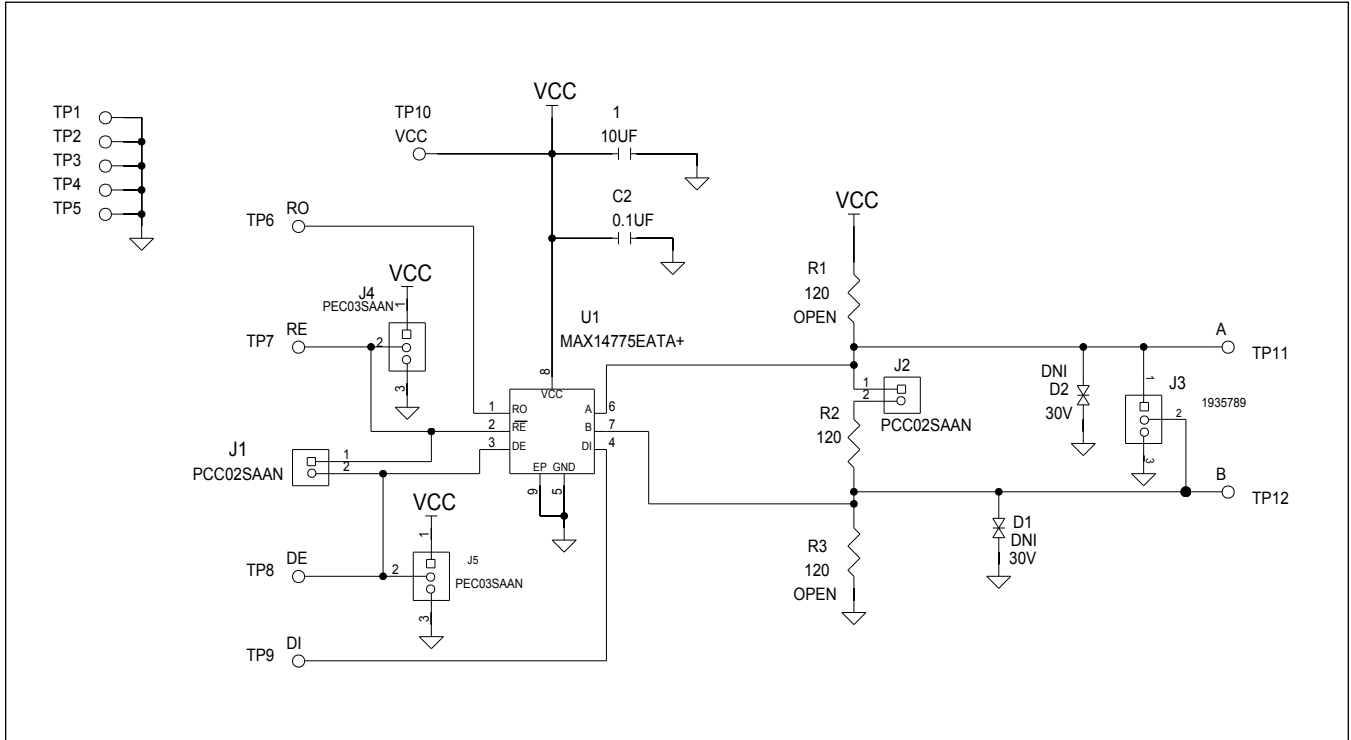 TP1
TP2
TP3
TP4
TP5
TP10
VCC
VCC
1
10UF
C2
0.1UF
TP6 RO
VCC
J4
PEC03SAAN
1
2
3
TP7 RE
U1
MAX14775EATA+
8
VCC
1 RO
2 RE
3 DE
A 6
B 7
DI 4
EP GND
9 5
J1
PCC02SAAN
1
2
VCC
1
J5
PEC03SAAN
2
3
TP8 DE
TP9 DI
VCC
R1
120
OPEN
J2
1
2
PCC02SAAN
R2
120
R3
120
OPEN
DNI
D2
30V
D1
DNI
30V
J3
1935789
1
2
3
A
TP11
B
TP12